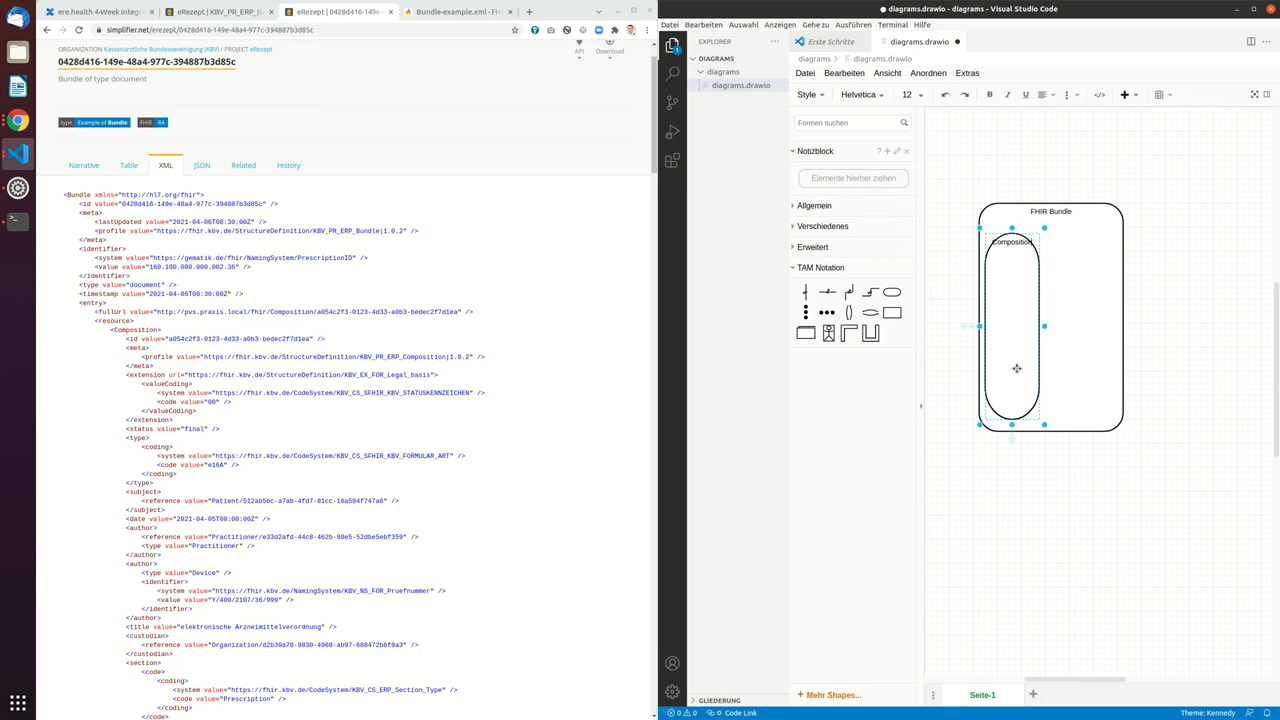 ere.health 4-Week Integra
eRezept | KBV_PR_ERP_B
eRezept | 0428d416-149e
Bundle-example.xml - FH
simplifier.net/erezept/0428d416-149e-48a4-977c-394887b3d85c
ORGANIZATION Kassenärztliche Bundesvereinigung (KBV) / PROJECT eRezept
0428d416-149e-48a4-977c-394887b3d85c
API
Download
Bundle of type document
type Example of Bundle
FHIR R4
Narrative
Table
XML
JSON
Related
History
<Bundle xmlns="http://hl7.org/fhir">
<id value="0428d416-149e-48a4-977c-394887b3d85c" />
<meta>
<lastUpdated value="2021-04-06T08:30:00Z" />
<profile value="https://fhir.kbv.de/StructureDefinition/KBV_PR_ERP_Bundle|1.0.2" />
</meta>
<identifier>
<system value="https://gematik.de/fhir/NamingSystem/PrescriptionID" />
<value value="160.100.000.000.002.36" />
</identifier>
<type value="document" />
<timestamp value="2021-04-06T08:30:00Z" />
<entry>
<fullUrl value="http://pvs.praxis.local/fhir/Composition/a054c2f3-0123-4d33-a0b3-bedec2f7d1ea" />
<resource>
<Composition>
<id value="a054c2f3-0123-4d33-a0b3-bedec2f7d1ea" />
<meta>
<profile value="https://fhir.kbv.de/StructureDefinition/KBV_PR_ERP_Composition|1.0.2" />
</meta>
<extension url="https://fhir.kbv.de/StructureDefinition/KBV_EX_FOR_Legal_basis">
<valueCoding>
<system value="https://fhir.kbv.de/CodeSystem/KBV_CS_SFHIR_KBV_STATUSKENNZEICHEN" />
<code value="00" />
</valueCoding>
</extension>
<status value="final" />
<type>
<coding>
<system value="https://fhir.kbv.de/CodeSystem/KBV_CS_SFHIR_KBV_FORMULAR_ART" />
<code value="e16A" />
</coding>
</type>
<subject>
<reference value="Patient/512ab5bc-a7ab-4fd7-81cc-16a594f747a6" />
</subject>
<date value="2021-04-05T08:00:00Z" />
<author>
<reference value="Practitioner/e33d2afd-44c8-462b-80e5-52dbe5ebf359" />
<type value="Practitioner" />
</author>
<author>
<type value="Device" />
<identifier>
<system value="https://fhir.kbv.de/NamingSystem/KBV_NS_FOR_Pruefnummer" />
<value value="Y/400/2107/36/999" />
</identifier>
</author>
<title value="elektronische Arzneimittelverordnung" />
<custodian>
<reference value="Organization/d2b30a70-9830-4968-ab97-688472b6f9a3" />
</custodian>
<section>
<code>
<coding>
<system value="https://fhir.kbv.de/CodeSystem/KBV_CS_ERP_Section_Type" />
<code value="Prescription" />
</coding>
</code>
● diagrams.drawio - Visual Studio Code
Datei Bearbeiten Auswahl Anzeigen Gehe zu Ausführen Terminal Hilfe
1
EXPLORER
DIAGRAMS
diagrams
diagrams.drawio
GLIEDERUNG
Erste Schritte
diagrams.drawio
diagrams > diagrams.drawio
Datei Bearbeiten Ansicht Anordnen Extras
Style Helvetica 12 B I U
Formen suchen
Notizblock
Elemente hierher ziehen
Allgemein
Verschiedenes
Erweitert
TAM Notation
FHIR Bundle
Composition
+ Mehr Shapes...
Seite-1
0 0
Code Link
Theme: Kennedy